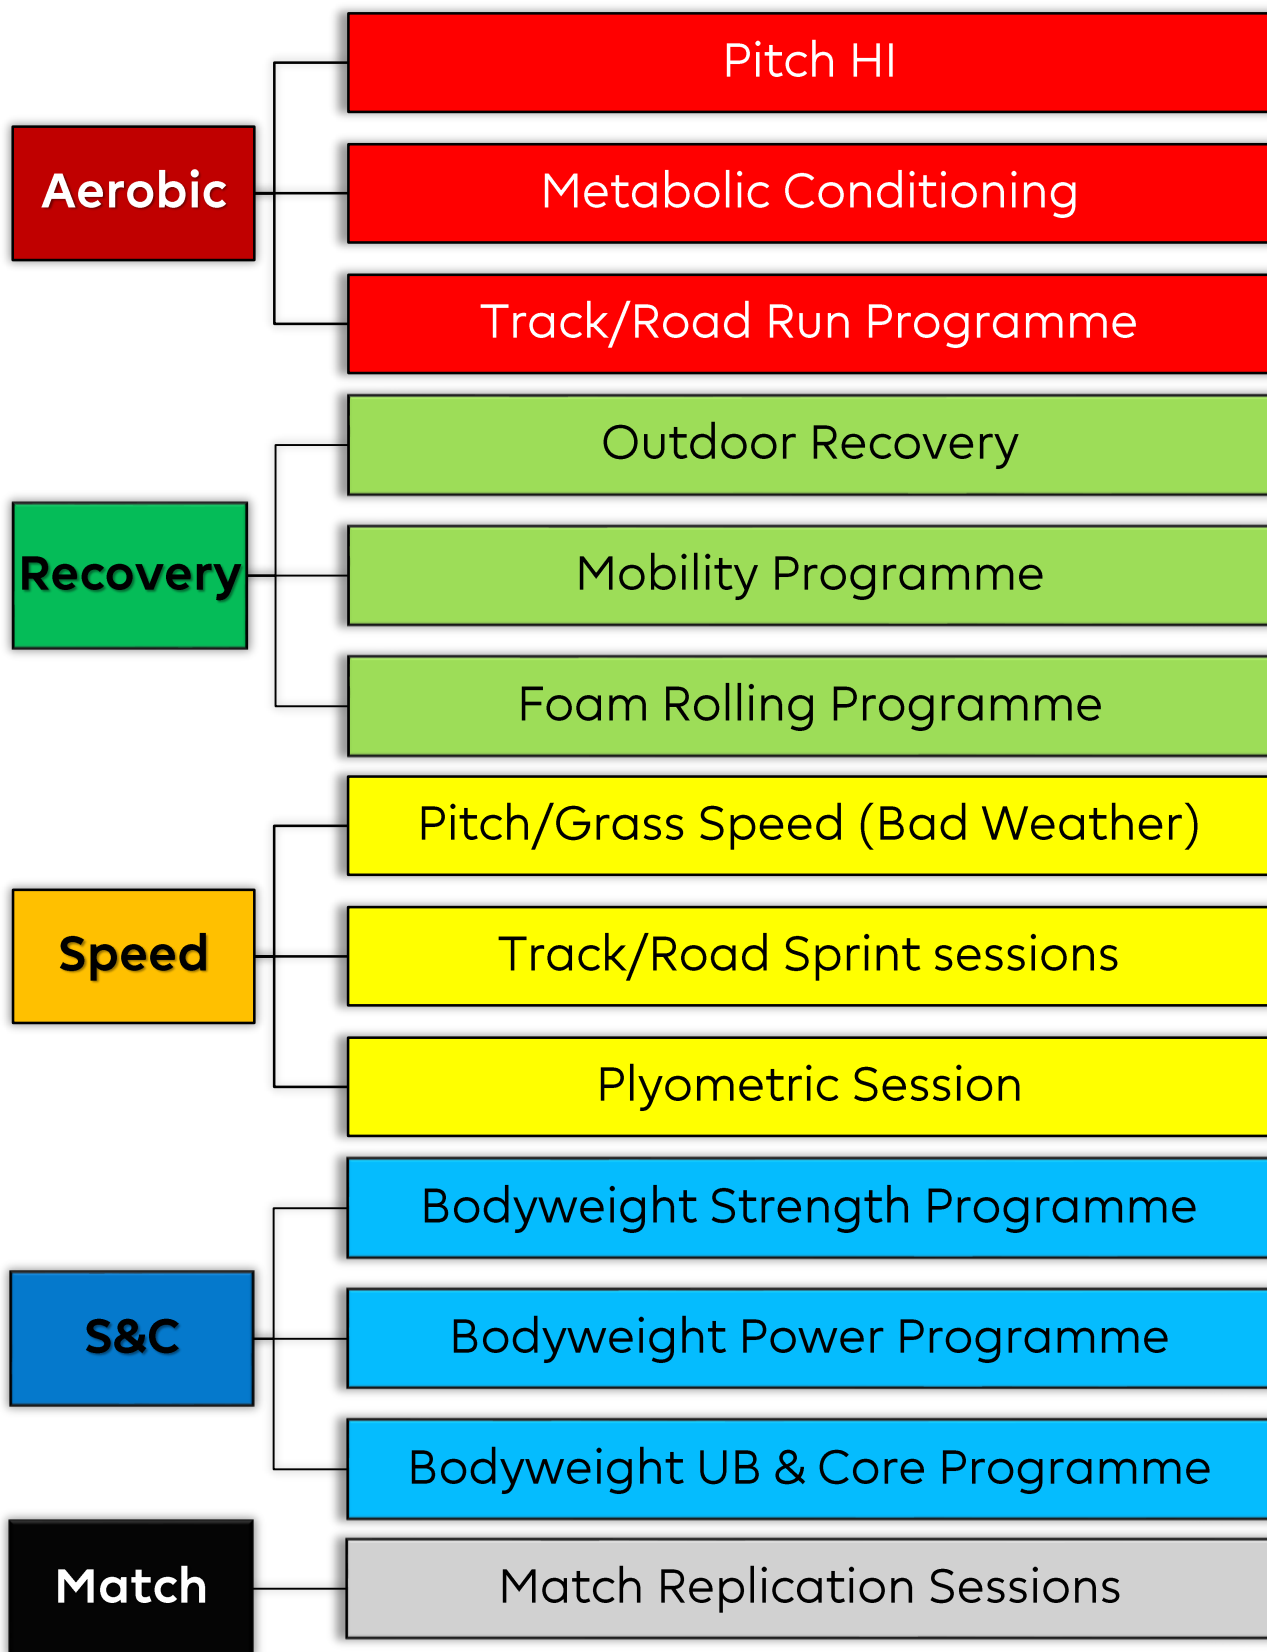 Aerobic
Pitch HI
Metabolic Conditioning
Track/Road Run Programme
Recovery
Outdoor Recovery
Mobility Programme
Foam Rolling Programme
Speed
Pitch/Grass Speed (Bad Weather)
Track/Road Sprint sessions
Plyometric Session
S&C
Bodyweight Strength Programme
Bodyweight Power Programme
Bodyweight UB & Core Programme
Match
Match Replication Sessions